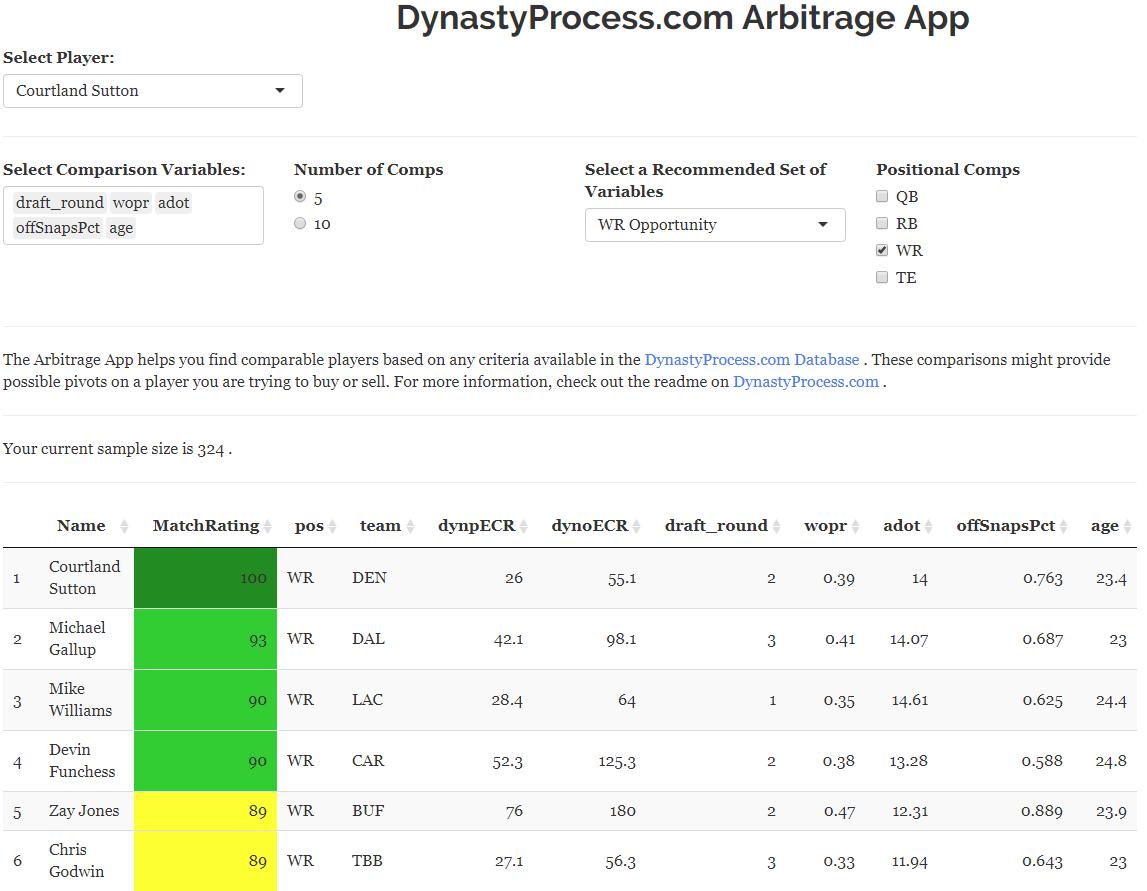 DynastyProcess.com Arbitrage App
Select Player:
Courtland Sutton
Select Comparison Variables:
draft_round wopr adot
offSnapsPct age
Number of Comps
5
10
Select a Recommended Set of
Variables
WR Opportunity
Positional Comps
QB
RB
WR
TE
The Arbitrage App helps you find comparable players based on any criteria available in the DynastyProcess.com Database . These comparisons might provide
possible pivots on a player you are trying to buy or sell. For more information, check out the readme on DynastyProcess.com .
Your current sample size is 324 .
Name MatchRating pos team dynpECR dynoECR draft_round wopr adot offSnapsPct age
1 Courtland Sutton 100 WR DEN 26 55.1 2 0.39 14 0.763 23.4
2 Michael Gallup 93 WR DAL 42.1 98.1 3 0.41 14.07 0.687 23
3 Mike Williams 90 WR LAC 28.4 64 1 0.35 14.61 0.625 24.4
4 Devin Funchess 90 WR CAR 52.3 125.3 2 0.38 13.28 0.588 24.8
5 Zay Jones 89 WR BUF 76 180 2 0.47 12.31 0.889 23.9
6 Chris Godwin 89 WR TBB 27.1 56.3 3 0.33 11.94 0.643 23